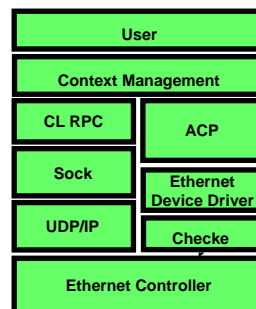 User
Context Management
CL RPC
ACP
Sock
Ethernet
Device Driver
UDP/IP
Checke
r
Ethernet Controller